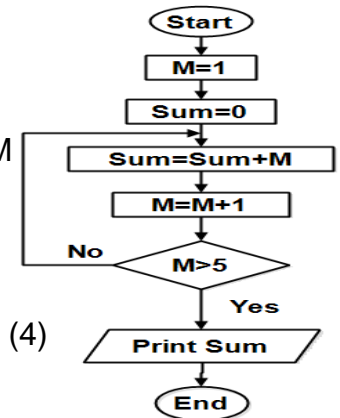 Start
M=1
Sum=0
M
Sum=Sum+M
M=M+1
No
M>5
Yes
(4)
Print Sum
End